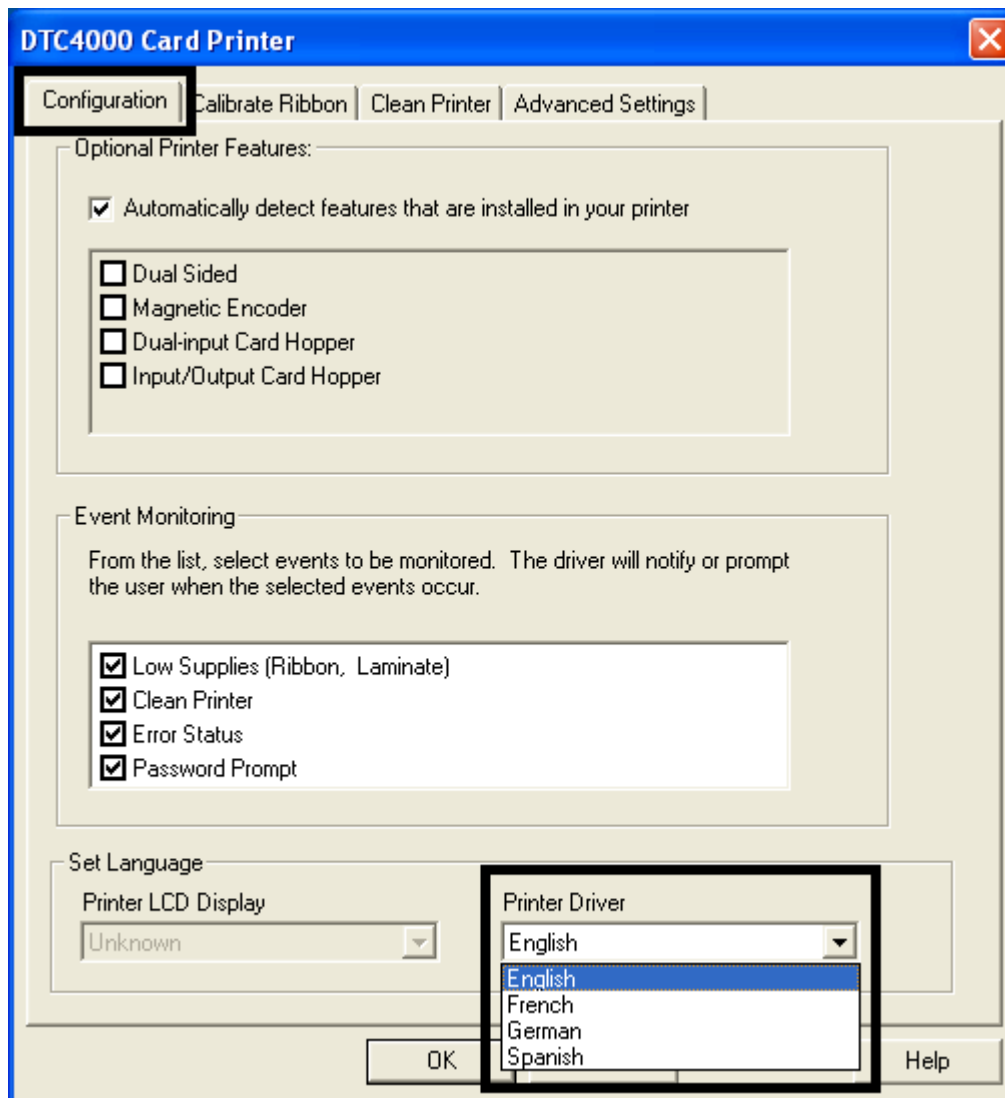 DTC4000 Card Printer
Configuration
Calibrate Ribbon
Clean Printer
Advanced Settings
Optional Printer Features:
Automatically detect features that are installed in your printer
Dual Sided
Magnetic Encoder
Dual-input Card Hopper
Input/Output Card Hopper
Event Monitoring
From the list, select events to be monitored.  The driver will notify or prompt
the user when the selected events occur.
Low Supplies (Ribbon,  Laminate)
Clean Printer
Error Status
Password Prompt
Set Language
Printer LCD Display
Unknown
Printer Driver
English
English
French
German
Spanish
OK
Help